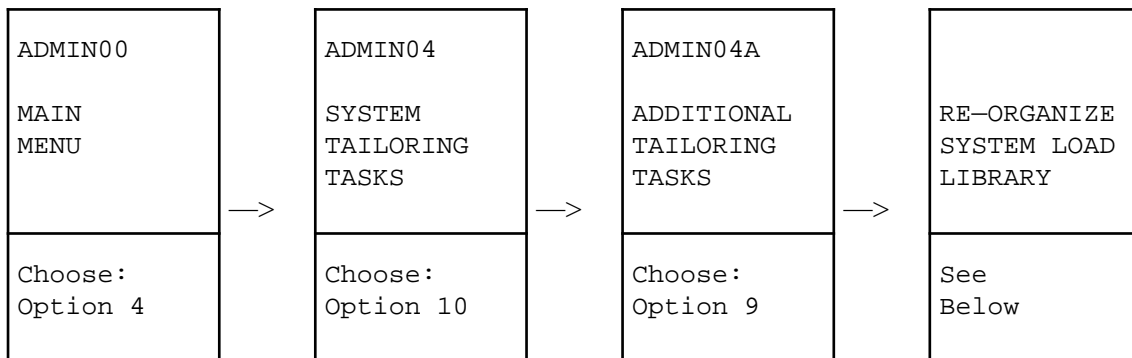 ADMIN00
MAIN
MENU
Choose:
Option 4
—>
ADMIN04
SYSTEM
TAILORING
TASKS
Choose:
Option 10
—>
ADMIN04A
ADDITIONAL
TAILORING
TASKS
Choose:
Option 9
—>
RE—ORGANIZE
SYSTEM LOAD
LIBRARY
See
Below